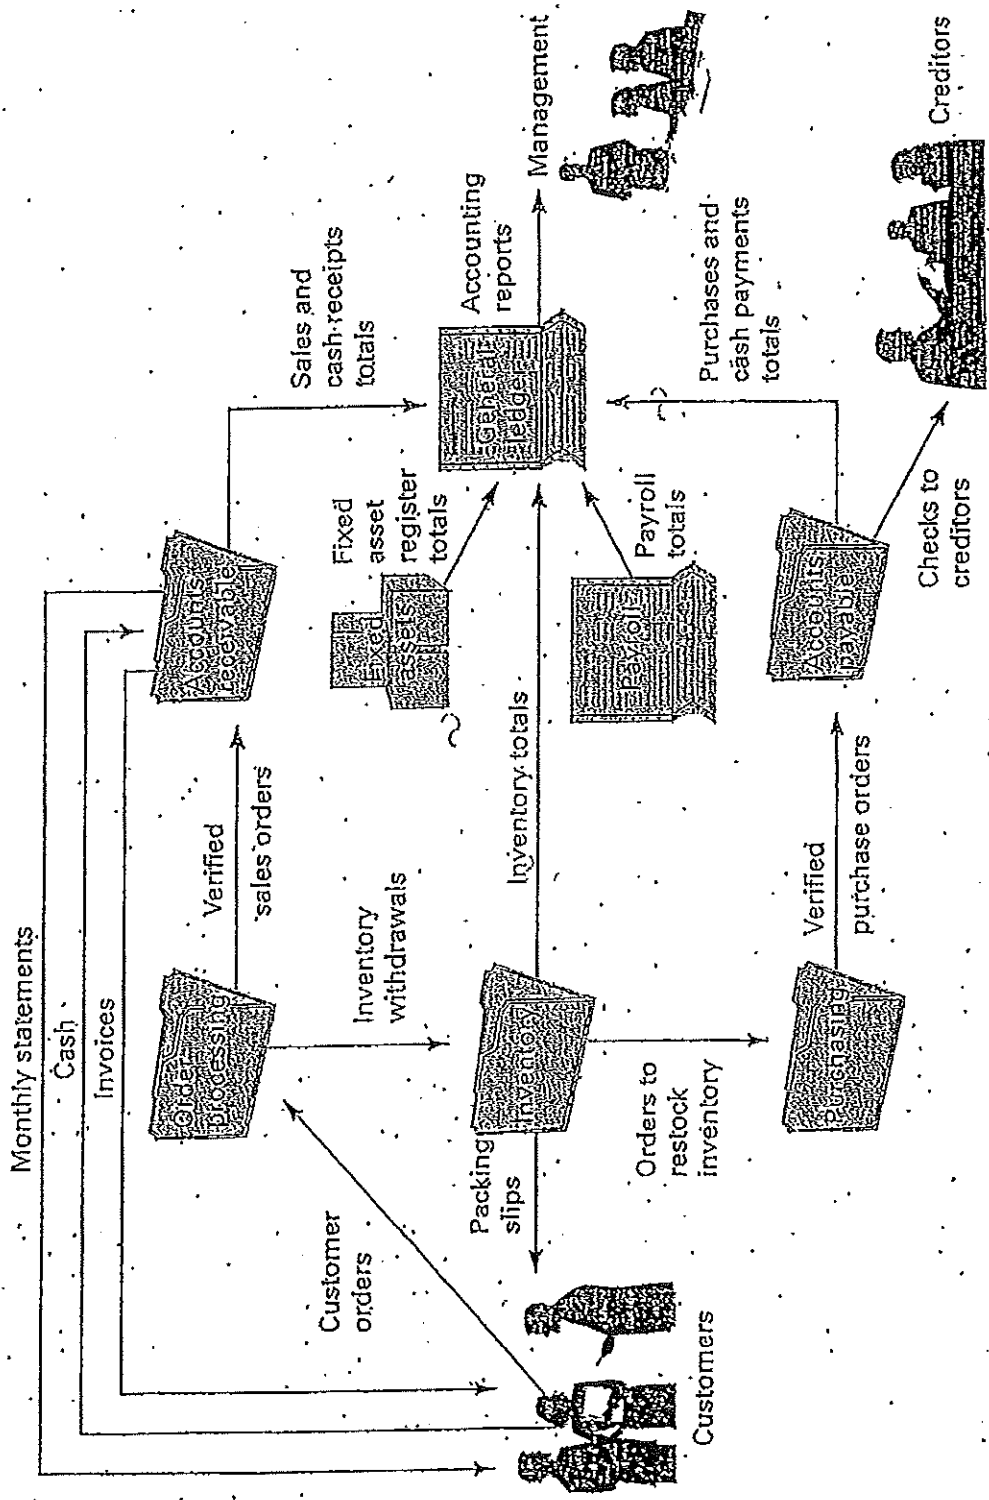 Monthly statements
Cash
Invoices
Customer
orders
Order
processing
Verified
sales orders
Accounts
receivable
Sales and
cash receipts
totals
Inventory
withdrawals
Fixed
assets
Fixed
asset
register
totals
General
ledger
Accounting
reports
Management
Customers
Packing
slips
Inventory
Inventory totals
Payroll
Payroll
totals
Orders to
restock
inventory
Purchasing
Verified
purchase orders
Accounts
payable
Purchases and
cash payments
totals
Checks to
creditors
Creditors